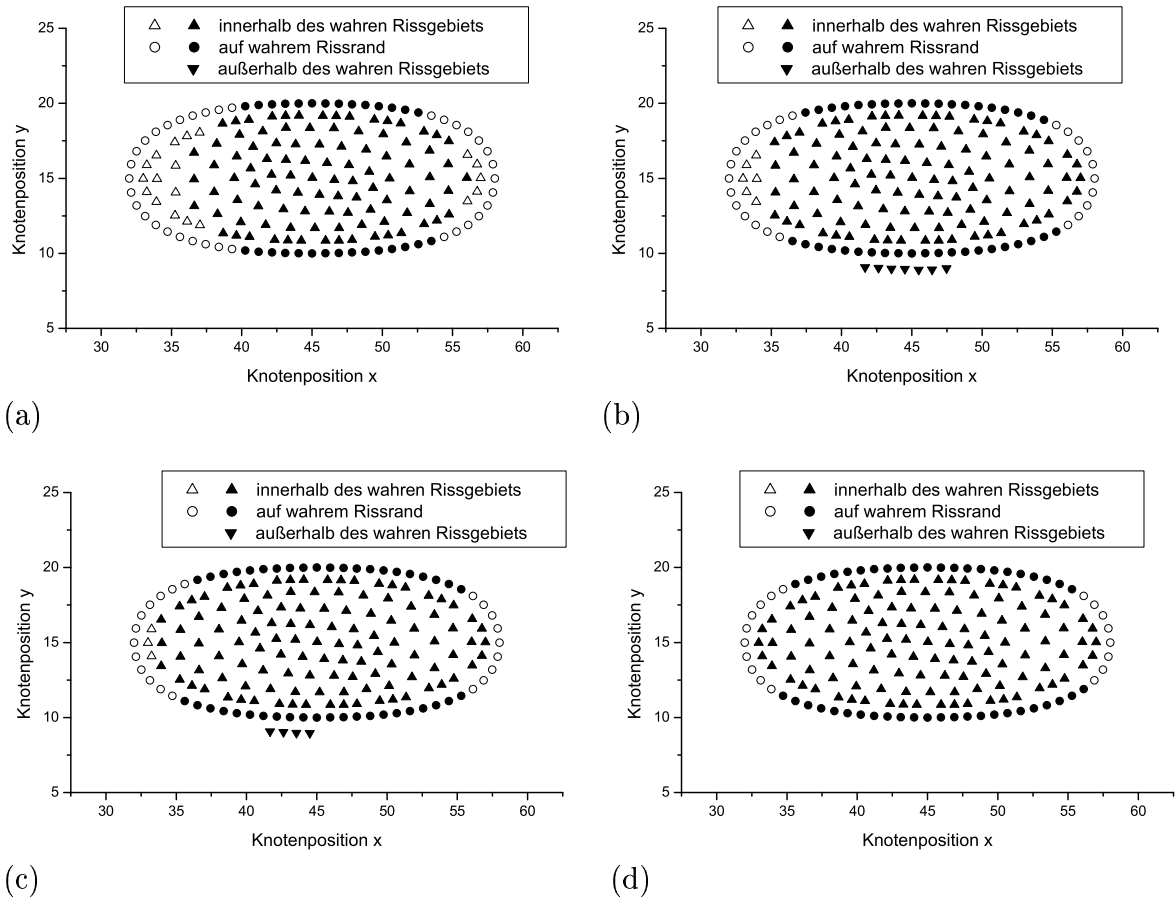 25
20
15
10
5
Knotenposition y
△ ▲ innerhalb des wahren Rissgebiets
○ ● auf wahrem Rissrand
▼ außerhalb des wahren Rissgebiets
30 35 40 45 50 55 60
Knotenposition x
(a)
25
20
15
10
5
Knotenposition y
△ ▲ innerhalb des wahren Rissgebiets
○ ● auf wahrem Rissrand
▼ außerhalb des wahren Rissgebiets
30 35 40 45 50 55 60
Knotenposition x
(b)
25
20
15
10
5
Knotenposition y
△ ▲ innerhalb des wahren Rissgebiets
○ ● auf wahrem Rissrand
▼ außerhalb des wahren Rissgebiets
30 35 40 45 50 55 60
Knotenposition x
(c)
25
20
15
10
5
Knotenposition y
△ ▲ innerhalb des wahren Rissgebiets
○ ● auf wahrem Rissrand
▼ außerhalb des wahren Rissgebiets
30 35 40 45 50 55 60
Knotenposition x
(d)